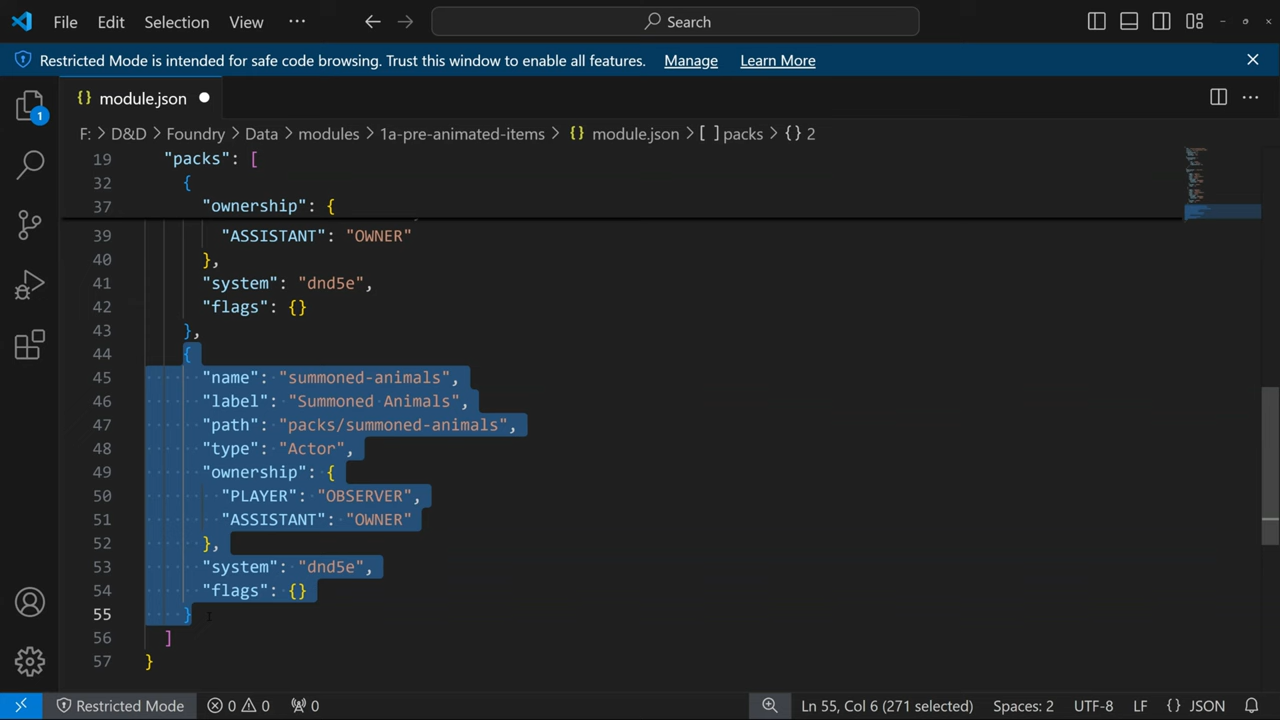 File Edit Selection View ··· Search
Restricted Mode is intended for safe code browsing. Trust this window to enable all features. Manage Learn More
{} module.json
F: > D&D > Foundry > Data > modules > 1a-pre-animated-items > {} module.json > [ ] packs > {} 2
1
19 "packs": [
32 {
37 "ownership": {
39 "ASSISTANT": "OWNER"
40 },
41 "system": "dnd5e",
42 "flags": {}
43 },
44 {
45 "name": "summoned-animals",
46 "label": "Summoned Animals",
47 "path": "packs/summoned-animals",
48 "type": "Actor",
49 "ownership": {
50 "PLAYER": "OBSERVER",
51 "ASSISTANT": "OWNER"
52 },
53 "system": "dnd5e",
54 "flags": {}
55 }
56 ]
57 }
Restricted Mode 0 0 0 Ln 55, Col 6 (271 selected) Spaces: 2 UTF-8 LF {} JSON